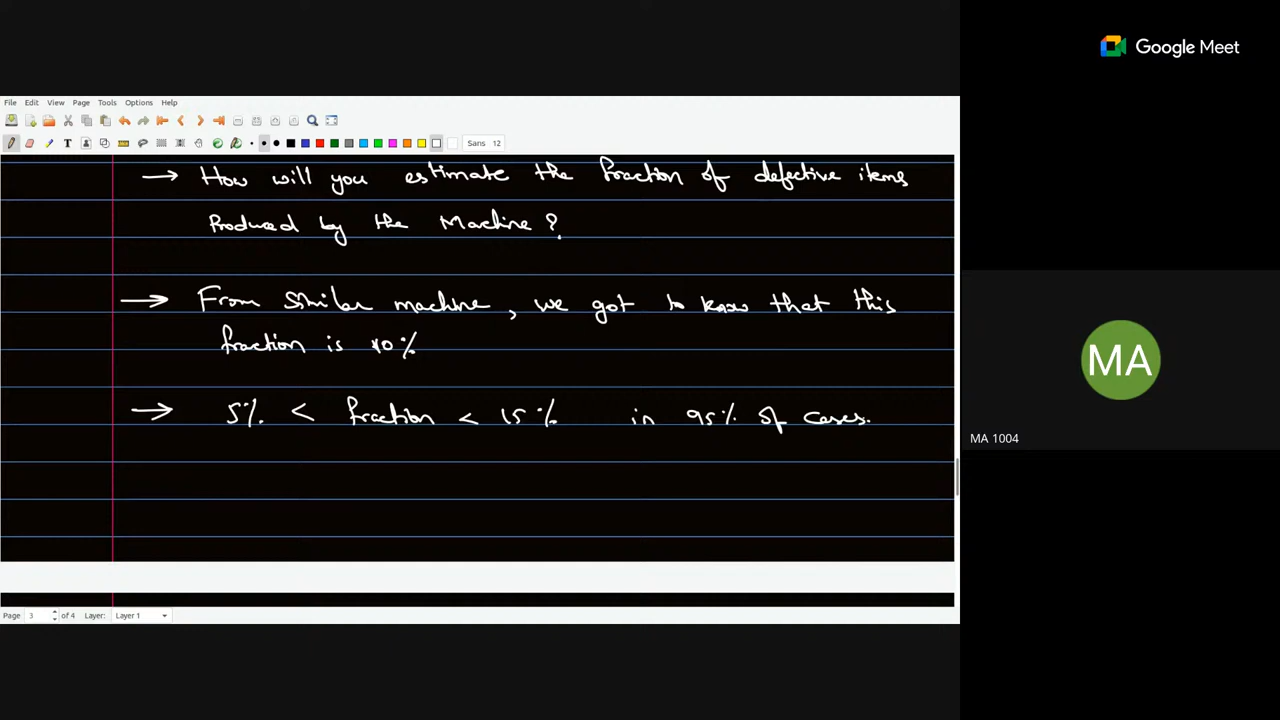 Google Meet
File Edit View Page Tools Options Help
Sans 12
→ How will you estimate the fraction of defective items
Produced by the Machine?
→ From similar machine, we got to know that this
fraction is 10%
→ 5% < fraction < 15% in 95% of cases.
MA
MA 1004
Page 3 of 4 Layer: Layer 1